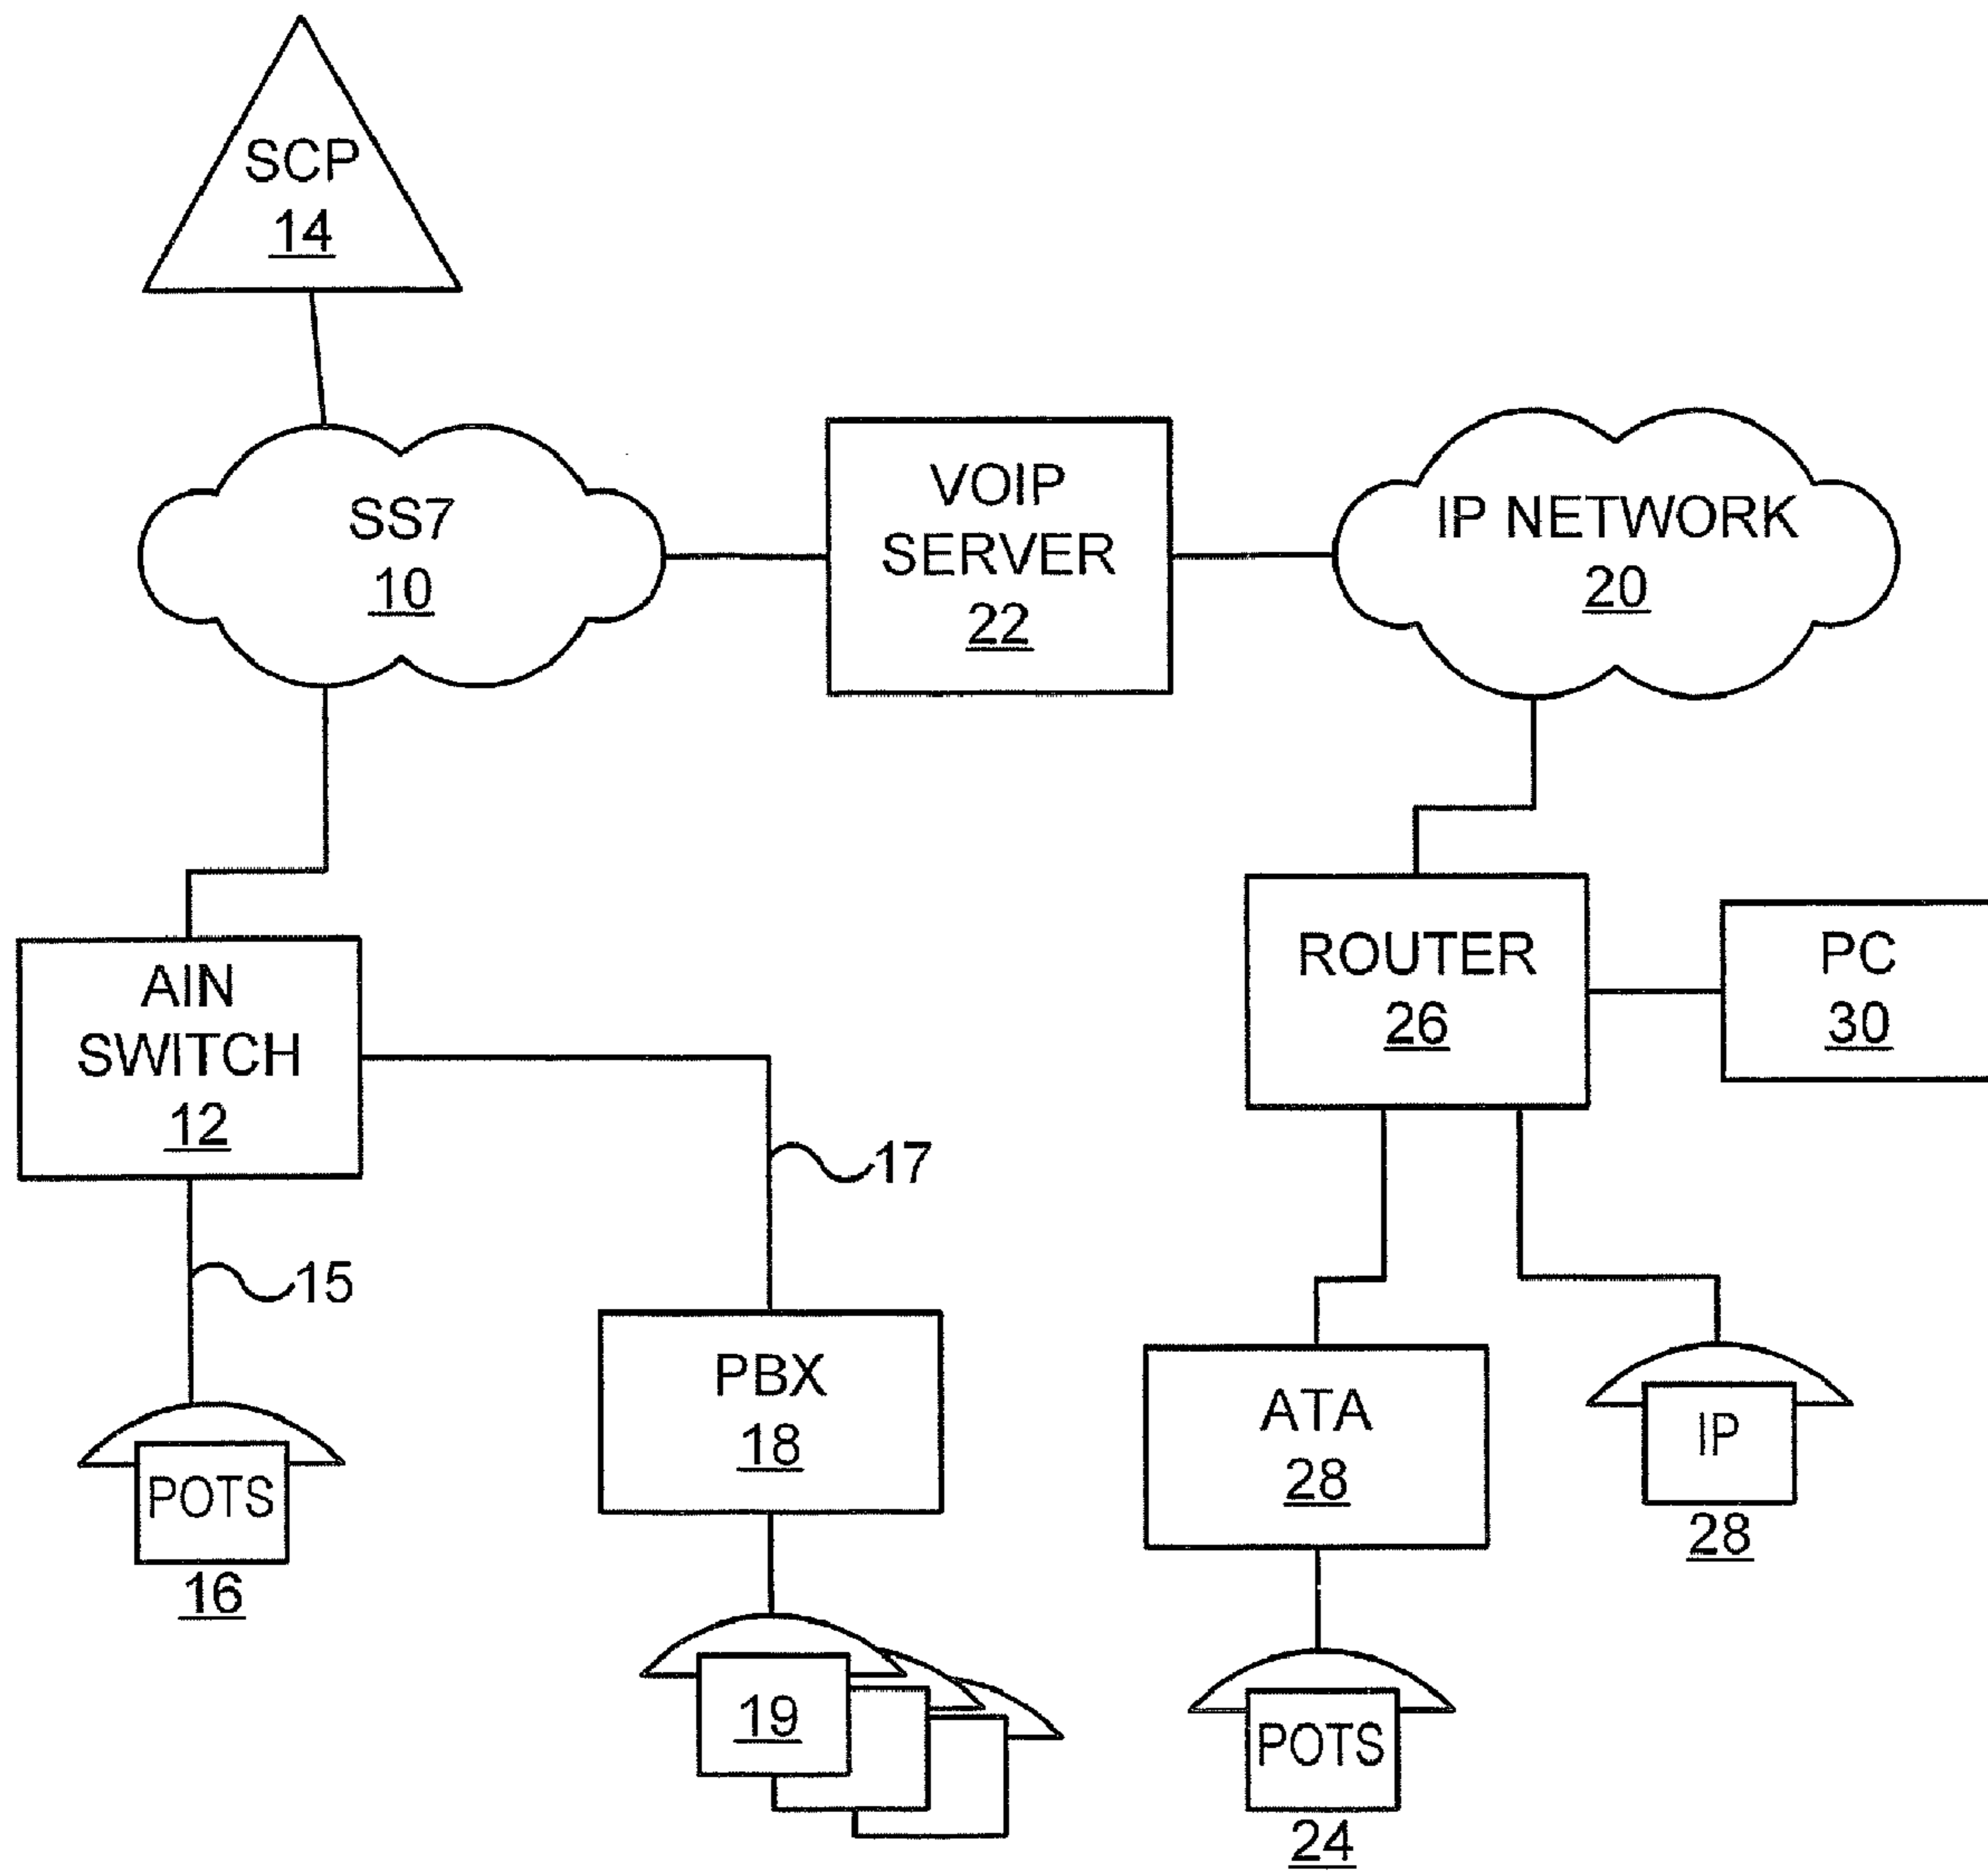 SCP
14
SS7
10
VOIP
SERVER
22
IP NETWORK
20
AIN
SWITCH
12
ROUTER
26
PC
30
17
15
PBX
18
ATA
28
IP
28
POTS
16
19
POTS
24